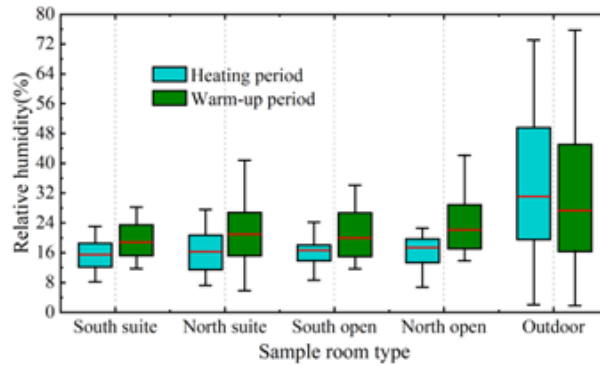 80
72
64
56
48
40
32
24
16
8
0
Relative humidity(%)
Heating period
Warm-up period
South suite North suite South open North open Outdoor
Sample room type